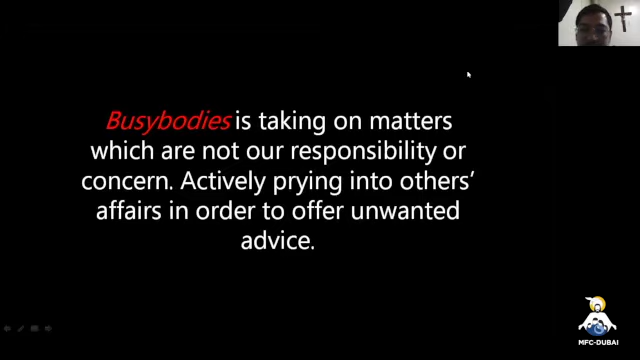 Busybodies is taking on matters
which are not our responsibility or
concern. Actively prying into others’
affairs in order to offer unwanted
advice.
MFC-DUBAI